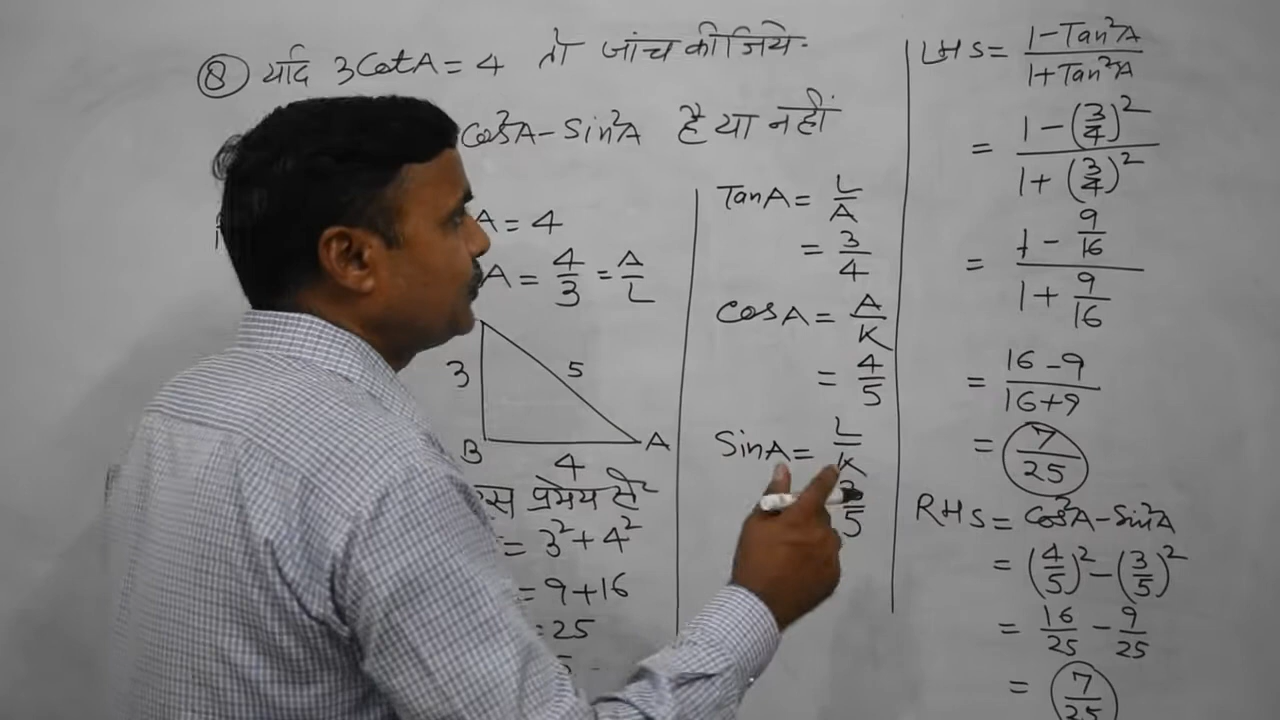 8 यदि 3CotA = 4 तो जांच कीजिये.
Cos²A - Sin²A है या नहीं
A = 4
A = 4/3 = A/L
3
5
B
4
A
रस प्रमेय से
= 3² + 4²
= 9 + 16
= 25
TanA = L/A
= 3/4
CosA = A/K
= 4/5
SinA = L/K
3/5
LHS = 1 - Tan²A / 1 + Tan²A
= 1 - (3/4)² / 1 + (3/4)²
= 1 - 9/16 / 1 + 9/16
= 16 - 9 / 16 + 9
= 7/25
RHS = Cos²A - Sin²A
= (4/5)² - (3/5)²
= 16/25 - 9/25
= 7/25